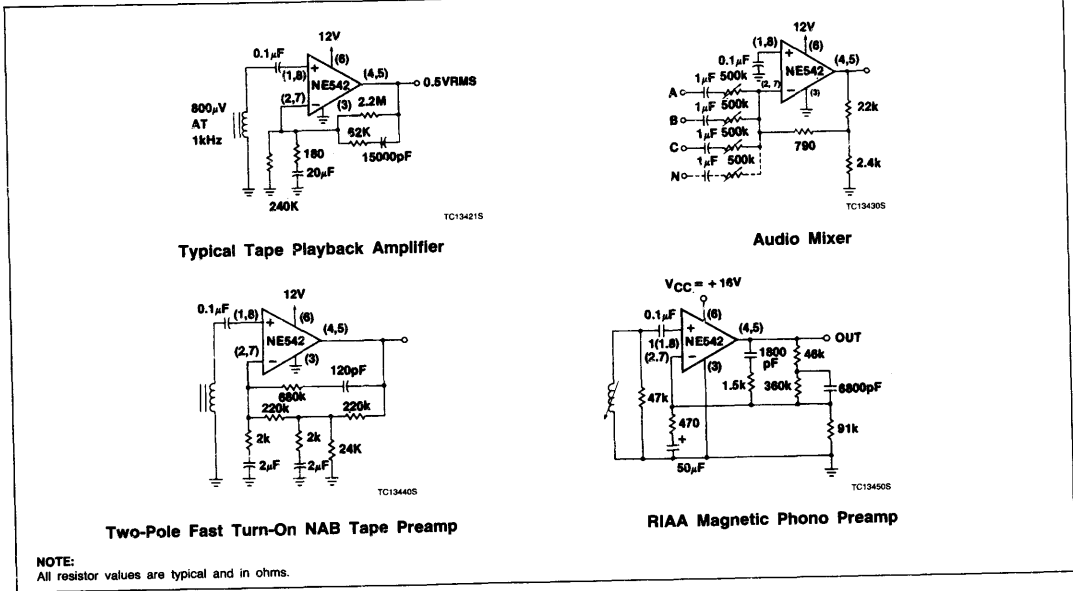 12V
0.1μF
(6)
(1,8)
+
NE542
(4,5)
0.5VRMS
(2,7)
−
(3)
2.2M
800μV
AT
1kHz
62K
15000pF
180
20μF
240K
TC13421S
Typical Tape Playback Amplifier
12V
(1,8)
+
(6)
0.1μF
NE542
(4,5)
1μF 500k
A
(2, 7)
−
(3)
1μF 500k
B
22k
1μF 500k
C
790
1μF 500k
2.4k
N
TC13430S
Audio Mixer
12V
0.1μF (1,8)
+
(6)
NE542
(2,7)
−
(3)
120pF
680k
220k
220k
2k
2k
24K
2μF
2μF
TC13440S
Two-Pole Fast Turn-On NAB Tape Preamp
VCC = + 16V
0.1μF
+
(6)
(4,5)
1(1.8)
NE542
OUT
(2,7)
−
(3)
1800
pF
46k
1.5k
360k
6800pF
47k
470
+
91k
50μF
TC13450S
RIAA Magnetic Phono Preamp
NOTE:
All resistor values are typical and in ohms.